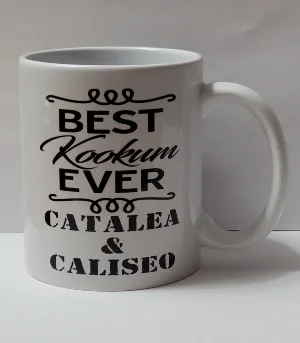 BEST
Kookum
EVER
CATALEA
&
CALISEO